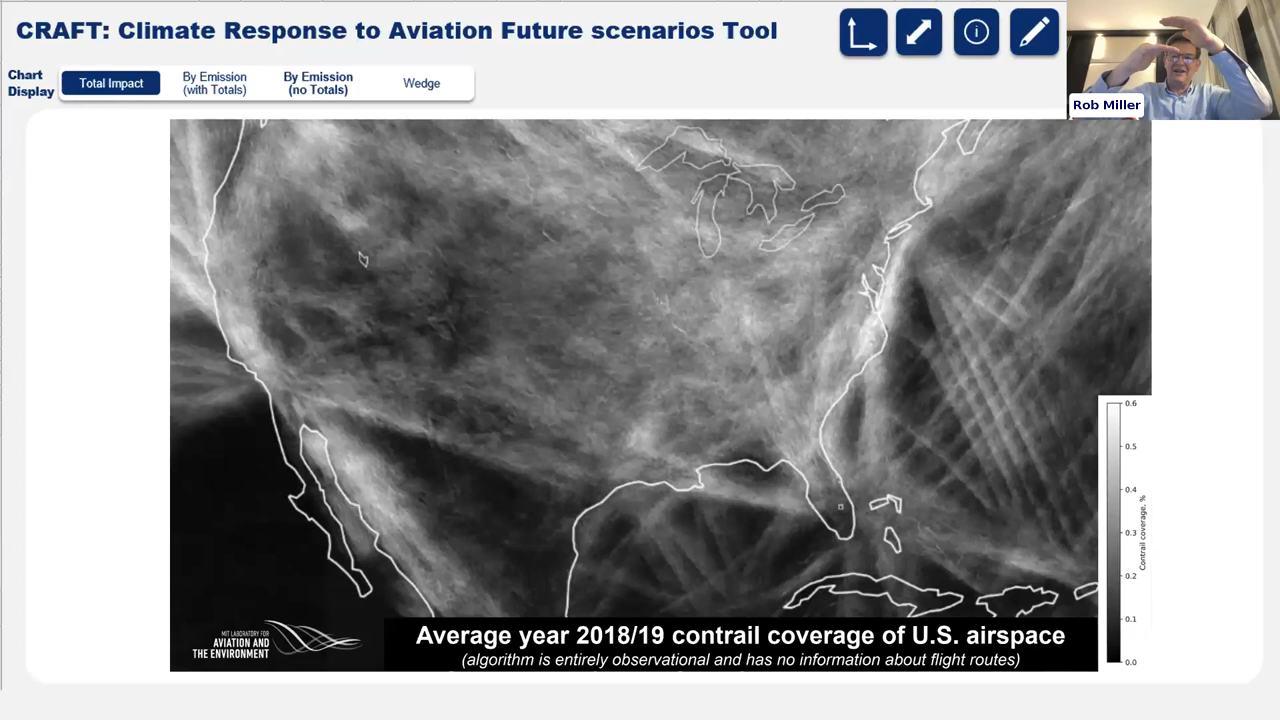 CRAFT: Climate Response to Aviation Future scenarios Tool
Chart
Display
Total Impact
By Emission
(with Totals)
By Emission
(no Totals)
Wedge
Rob Miller
0.6
0.5
0.4
0.3
0.2
0.1
0.0
Contrail coverage, %
MIT LABORATORY FOR
AVIATION AND
THE ENVIRONMENT
Average year 2018/19 contrail coverage of U.S. airspace
(algorithm is entirely observational and has no information about flight routes)